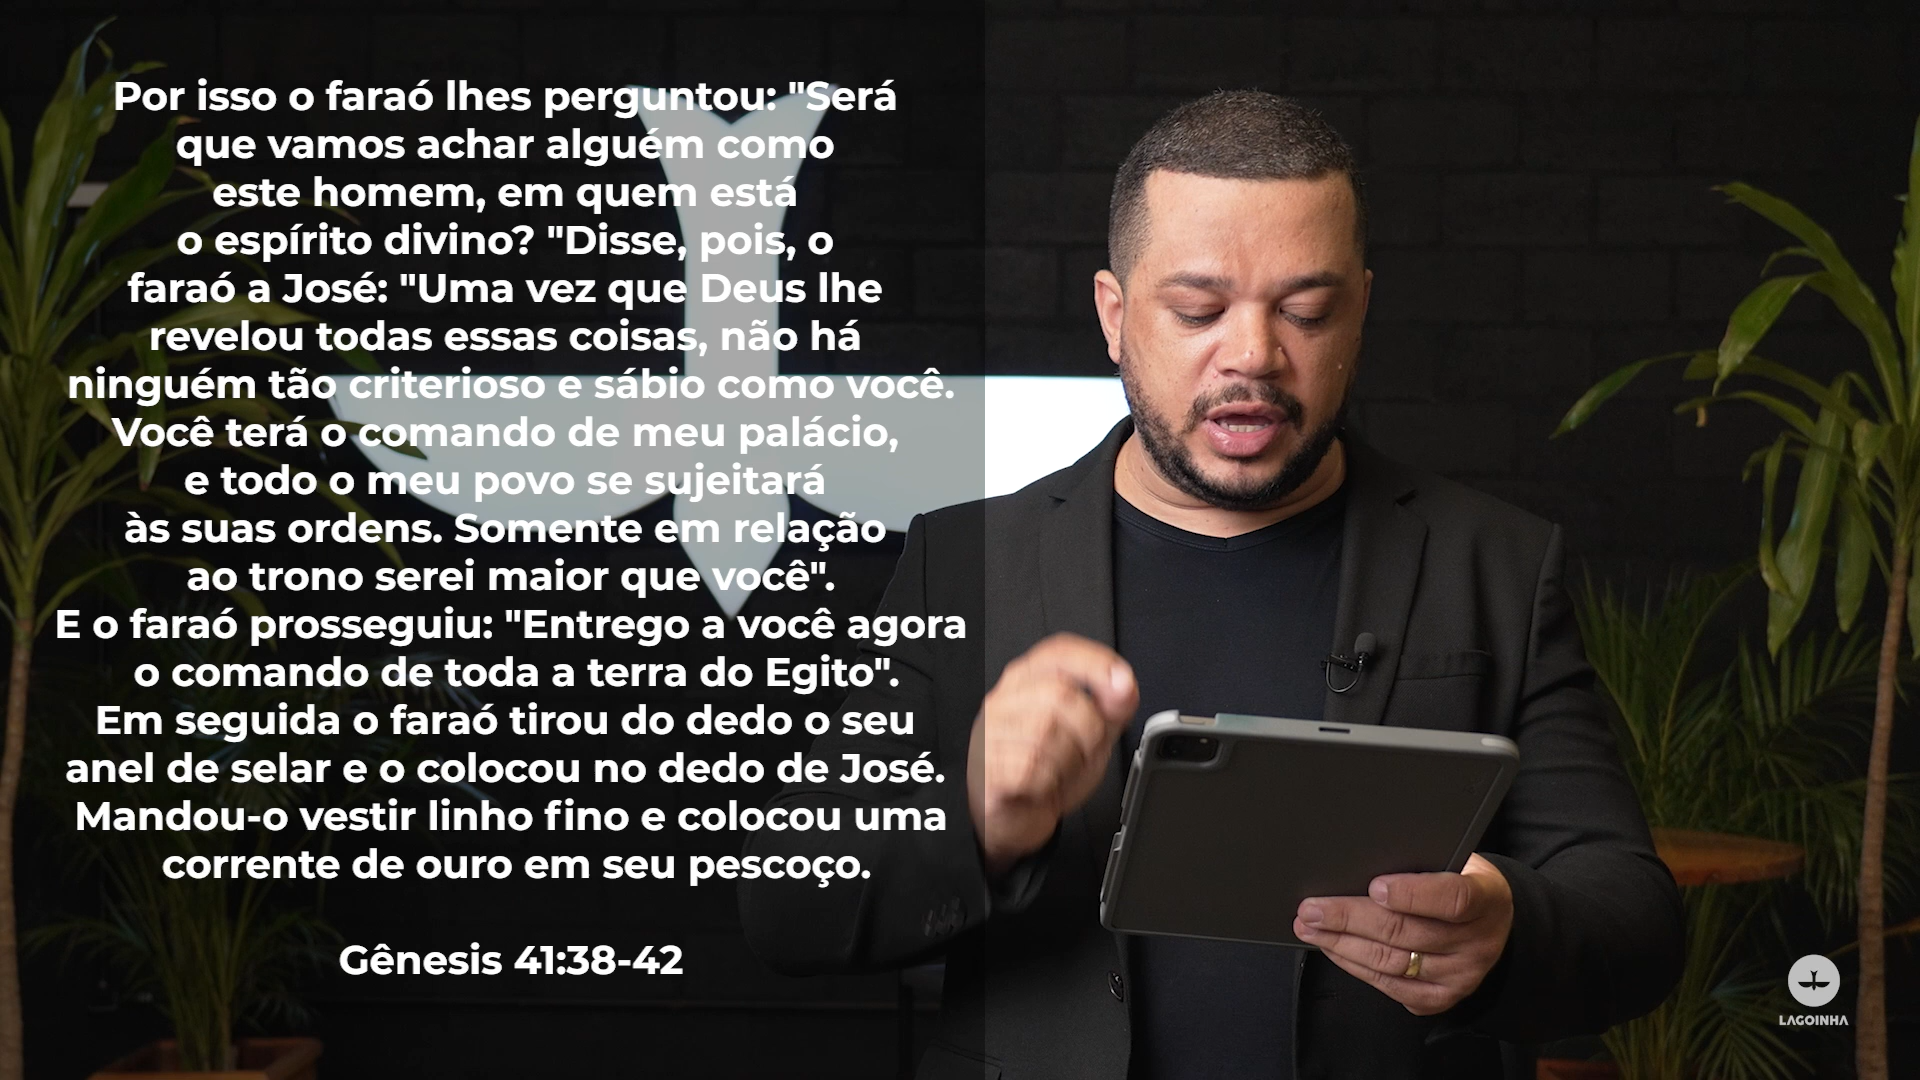 Por isso o faraó lhes perguntou: "Será
que vamos achar alguém como
este homem, em quem está
o espírito divino? "Disse, pois, o
faraó a José: "Uma vez que Deus lhe
revelou todas essas coisas, não há
ninguém tão criterioso e sábio como você.
Você terá o comando de meu palácio,
e todo o meu povo se sujeitará
às suas ordens. Somente em relação
ao trono serei maior que você".
E o faraó prosseguiu: "Entrego a você agora
o comando de toda a terra do Egito".
Em seguida o faraó tirou do dedo o seu
anel de selar e o colocou no dedo de José.
Mandou-o vestir linho fino e colocou uma
corrente de ouro em seu pescoço.
Gênesis 41:38-42
LAGOINHA